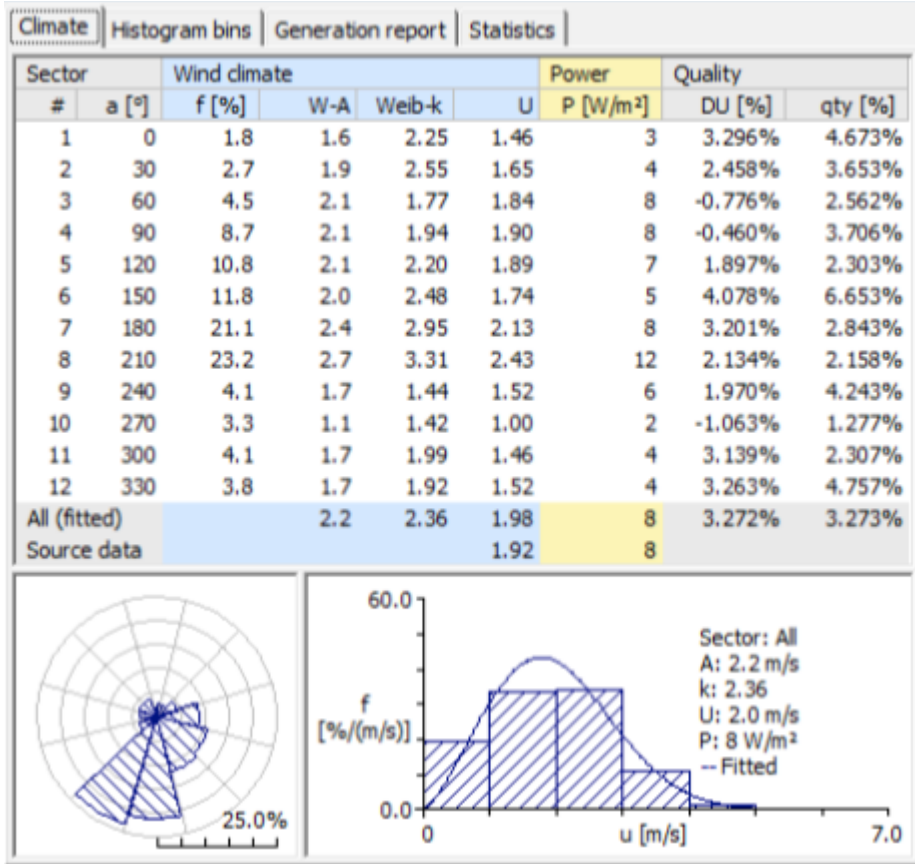 Climate Histogram bins Generation report Statistics
Sector Wind climate Power Quality
# a [°] f [%] W-A Weib-k U P [W/m²] DU [%] qty [%]
1 0 1.8 1.6 2.25 1.46 3 3.296% 4.673%
2 30 2.7 1.9 2.55 1.65 4 2.458% 3.653%
3 60 4.5 2.1 1.77 1.84 8 -0.776% 2.562%
4 90 8.7 2.1 1.94 1.90 8 -0.460% 3.706%
5 120 10.8 2.1 2.20 1.89 7 1.897% 2.303%
6 150 11.8 2.0 2.48 1.74 5 4.078% 6.653%
7 180 21.1 2.4 2.95 2.13 8 3.201% 2.843%
8 210 23.2 2.7 3.31 2.43 12 2.134% 2.158%
9 240 4.1 1.7 1.44 1.52 6 1.970% 4.243%
10 270 3.3 1.1 1.42 1.00 2 -1.063% 1.277%
11 300 4.1 1.7 1.99 1.46 4 3.139% 2.307%
12 330 3.8 1.7 1.92 1.52 4 3.263% 4.757%
All (fitted) 2.2 2.36 1.98 8 3.272% 3.273%
Source data 1.92 8
25.0%
60.0
f
[%/(m/s)]
0.0
0 u [m/s] 7.0
Sector: All
A: 2.2 m/s
k: 2.36
U: 2.0 m/s
P: 8 W/m²
-- Fitted